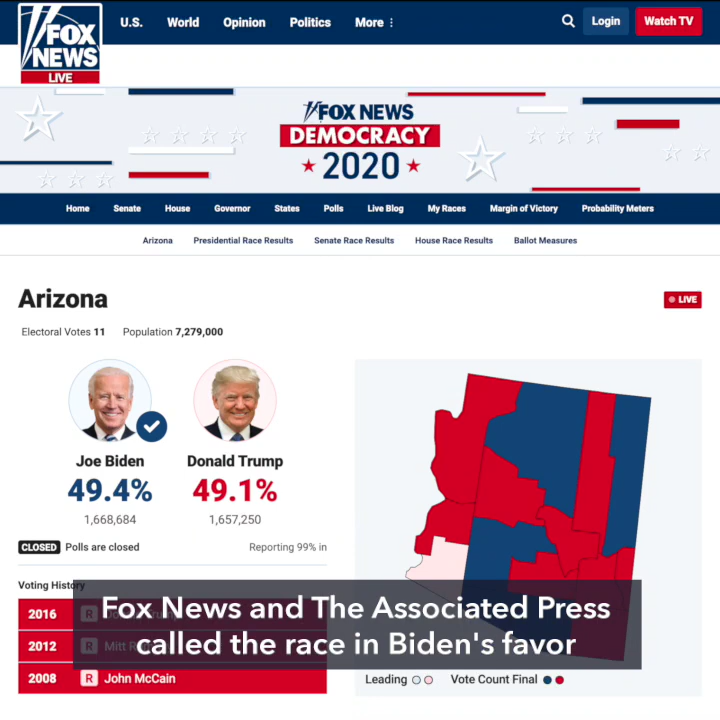 FOX
NEWS
LIVE
U.S. World Opinion Politics More Login Watch TV
FOX NEWS
DEMOCRACY
2020
Home Senate House Governor States Polls Live Blog My Races Margin of Victory Probability Meters
Arizona Presidential Race Results Senate Race Results House Race Results Ballot Measures
Arizona
LIVE
Electoral Votes 11 Population 7,279,000
Joe Biden Donald Trump
49.4% 49.1%
1,668,684 1,657,250
CLOSED Polls are closed Reporting 99% in
Voting History
2016 R
2012 R Mitt
2008 R John McCain
Fox News and The Associated Press
called the race in Biden's favor
Leading Vote Count Final